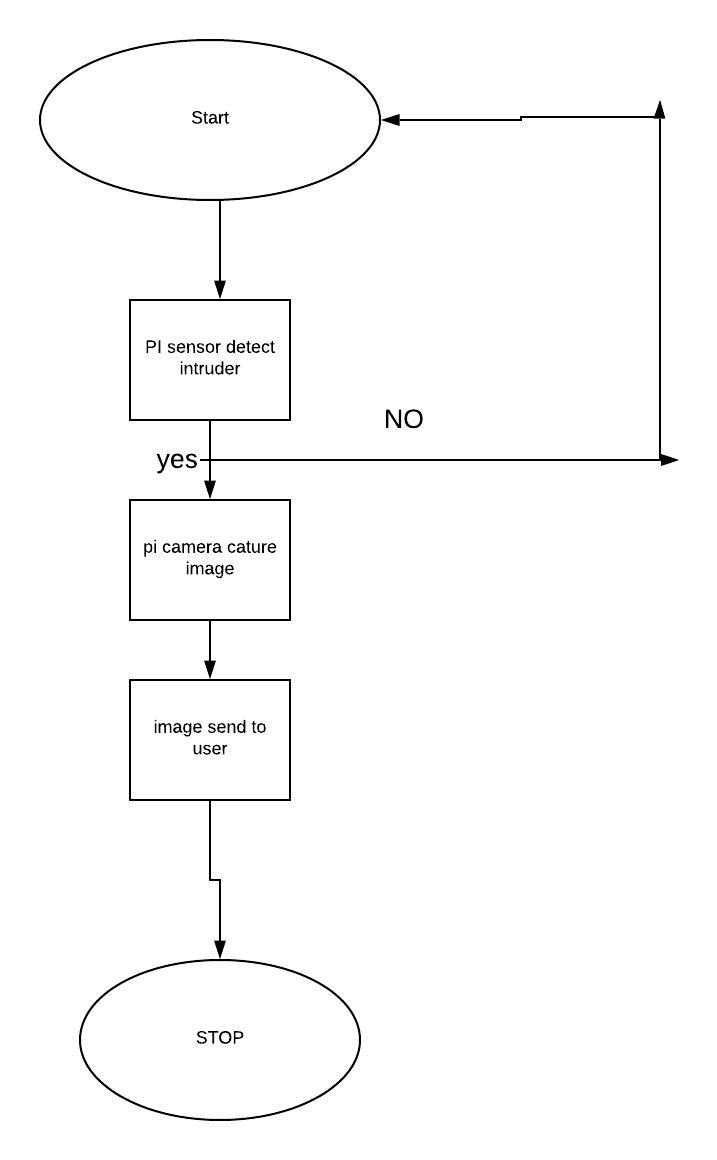 Start
PI sensor detect
intruder
NO
yes
pi camera cature
image
image send to
user
STOP